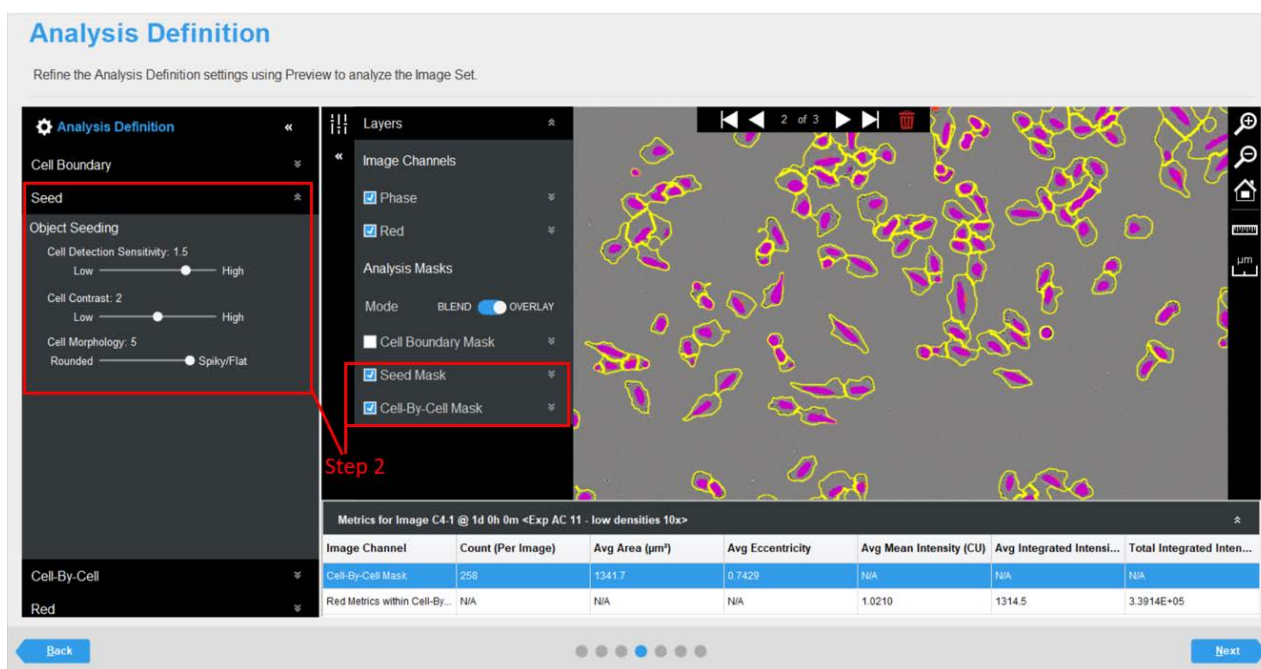 Analysis Definition
Refine the Analysis Definition settings using Preview to analyze the Image Set.
Analysis Definition «
Cell Boundary
Seed
Object Seeding
Cell Detection Sensitivity: 1.5
Low High
Cell Contrast: 2
Low High
Cell Morphology: 5
Rounded Spiky/Flat
Cell-By-Cell
Red
Layers
«
Image Channels
Phase
Red
Analysis Masks
Mode BLEND OVERLAY
Cell Boundary Mask
Seed Mask
Cell-By-Cell Mask
Step 2
2 of 3
µm
Metrics for Image C4-1 @ 1d 0h 0m <Exp AC 11 - low densities 10x>
Image Channel Count (Per Image) Avg Area (µm²) Avg Eccentricity Avg Mean Intensity (CU) Avg Integrated Intensi... Total Integrated Inten...
Cell-By-Cell Mask 258 1341.7 0.7429 N/A N/A N/A
Red Metrics within Cell-By... N/A N/A N/A 1.0210 1314.5 3.3914E+05
Back
Next